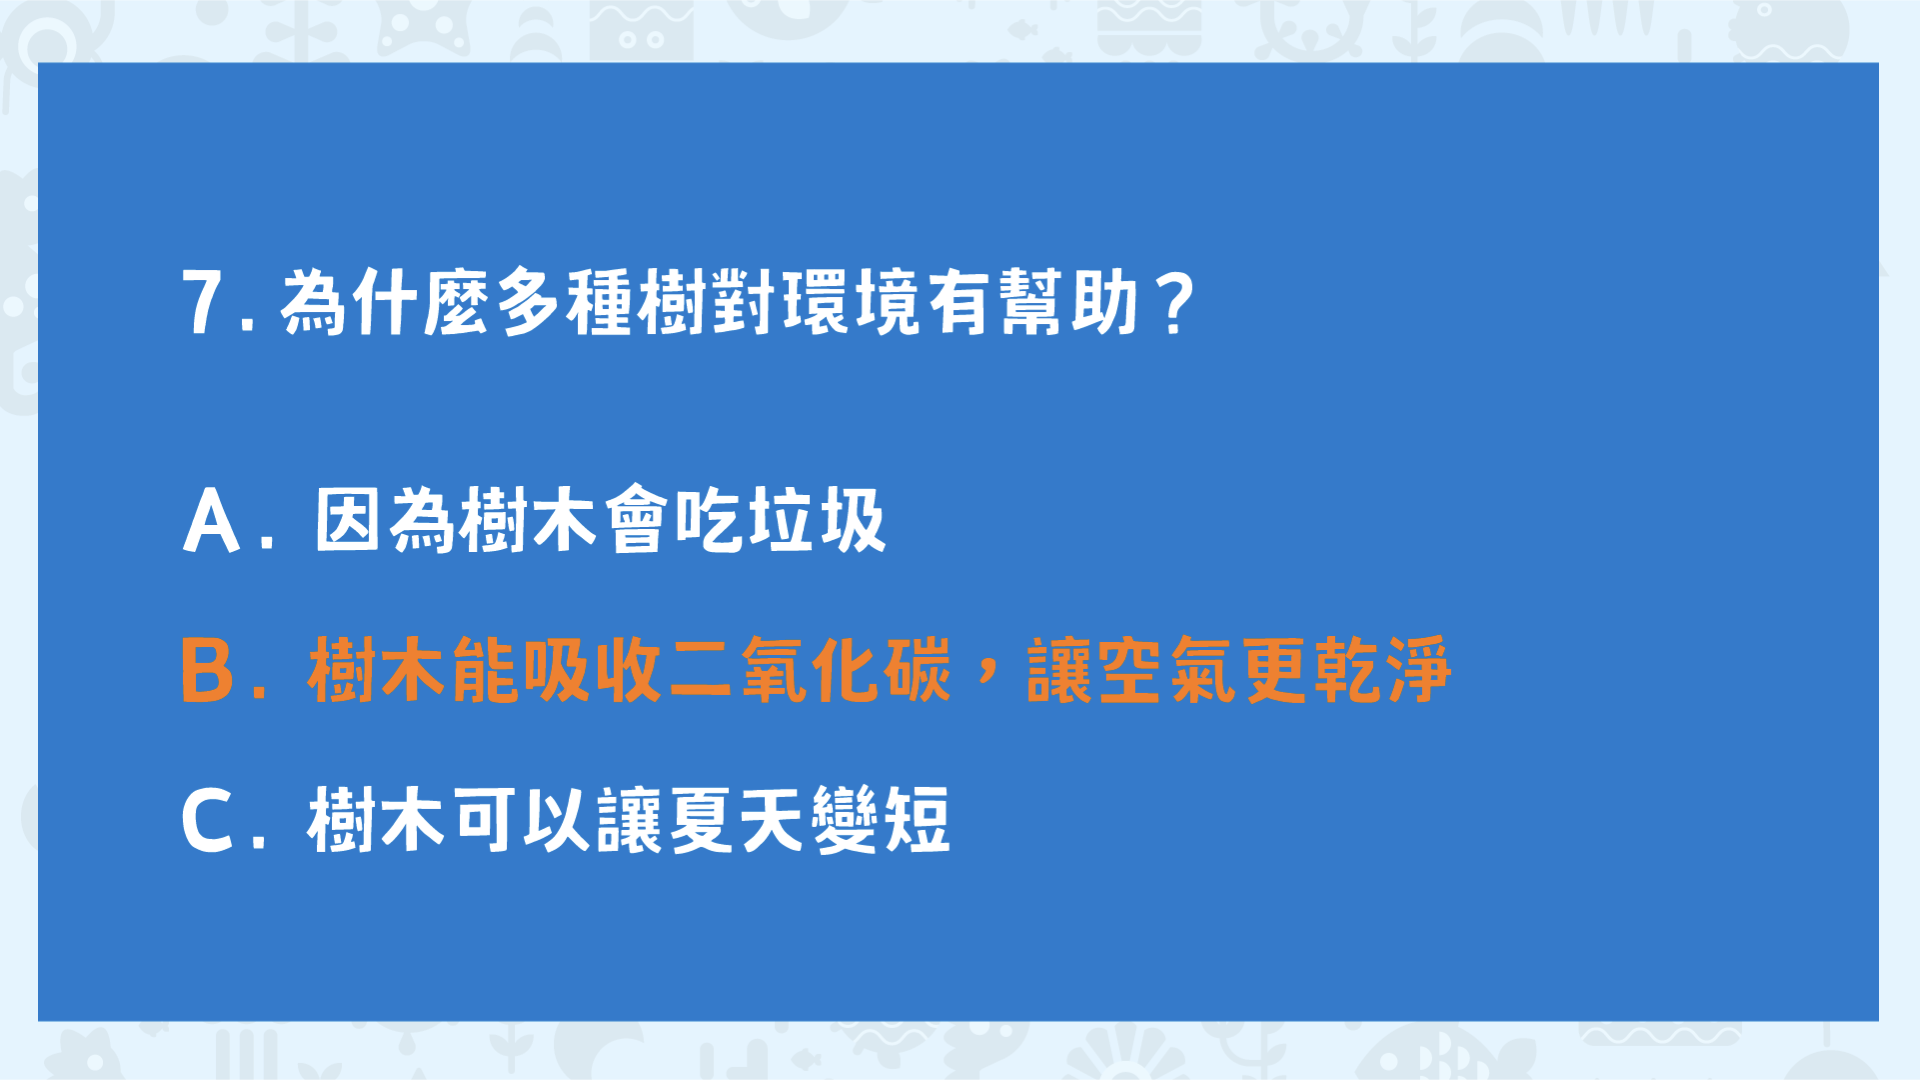 7. 為什麼多種樹對環境有幫助？
A. 因為樹木會吃垃圾
B. 樹木能吸收二氧化碳，讓空氣更乾淨
C. 樹木可以讓夏天變短